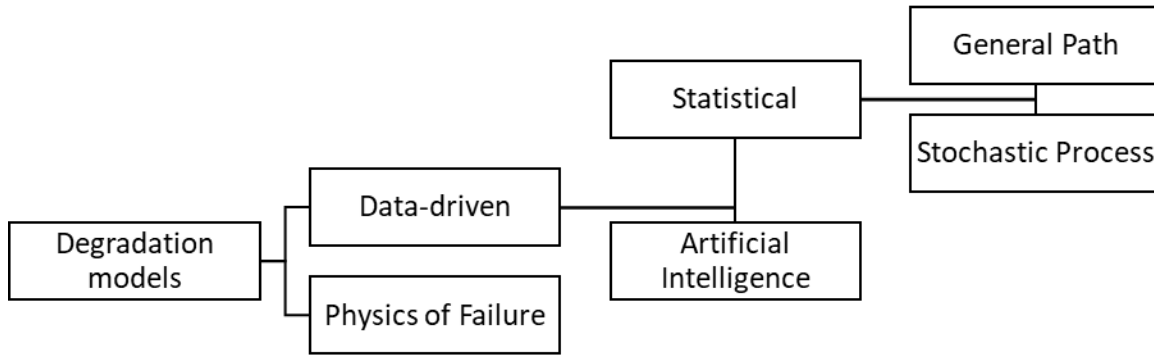 General Path
Statistical
Stochastic Process
Data-driven
Degradation
models
Artificial
Intelligence
Physics of Failure